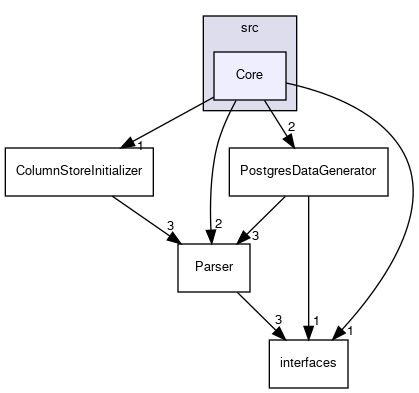 src
Core
1
2
ColumnStoreInitializer
PostgresDataGenerator
3
2
3
Parser
3
1
1
interfaces